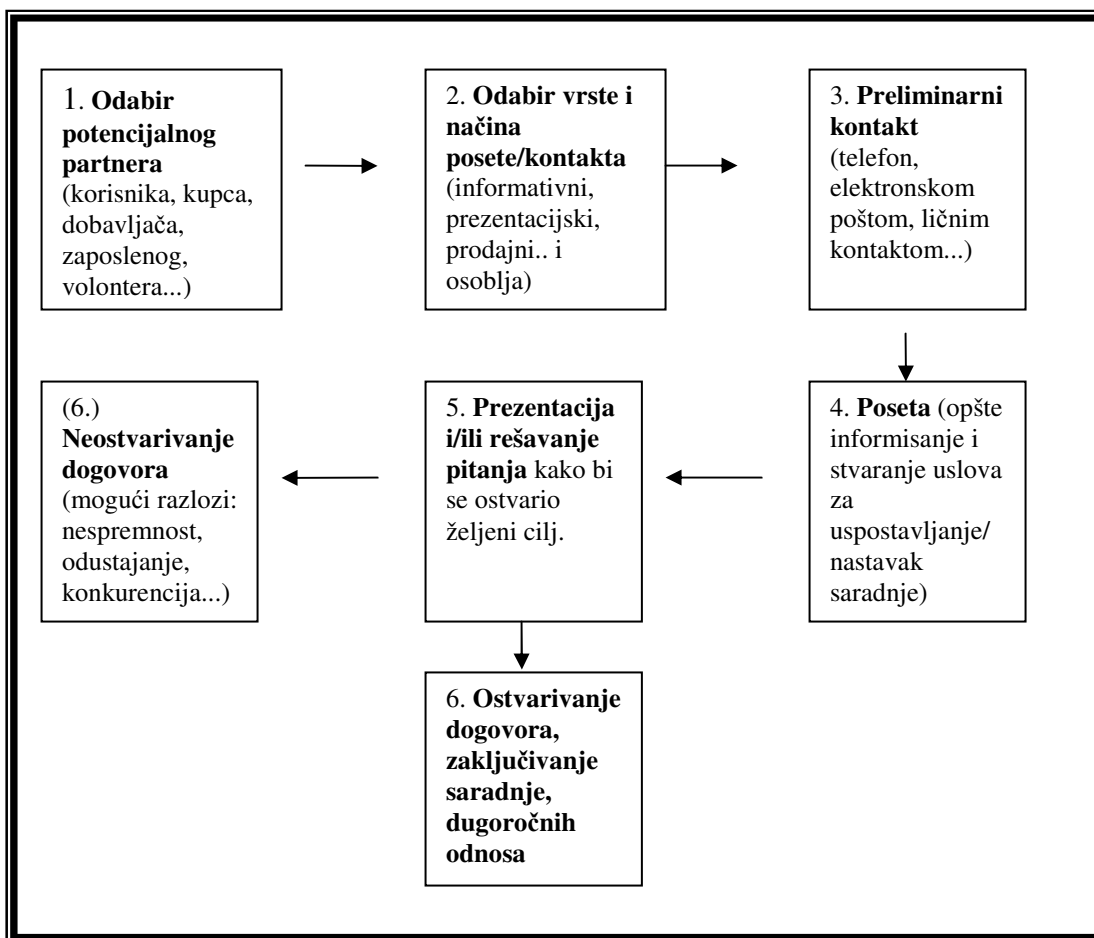 1. Odabir
potencijalnog
partnera
(korisnika, kupca,
dobavljača,
zaposlenog,
volontera...)
2. Odabir vrste i
načina
posete/kontakta
(informativni,
prezentacijski,
prodajni.. i
osoblja)
3. Preliminarni
kontakt
(telefon,
elektronskom
poštom, ličnim
kontaktom...)
4. Poseta (opšte
informisanje i
stvaranje uslova
za
uspostavljanje/
nastavak
saradnje)
5. Prezentacija
i/ili rešavanje
pitanja kako bi
se ostvario
željeni cilj.
(6.)
Neostvarivanje
dogovora
(mogući razlozi:
nespremnost,
odustajanje,
konkurencija...)
6. Ostvarivanje
dogovora,
zaključivanje
saradnje,
dugoročnih
odnosa